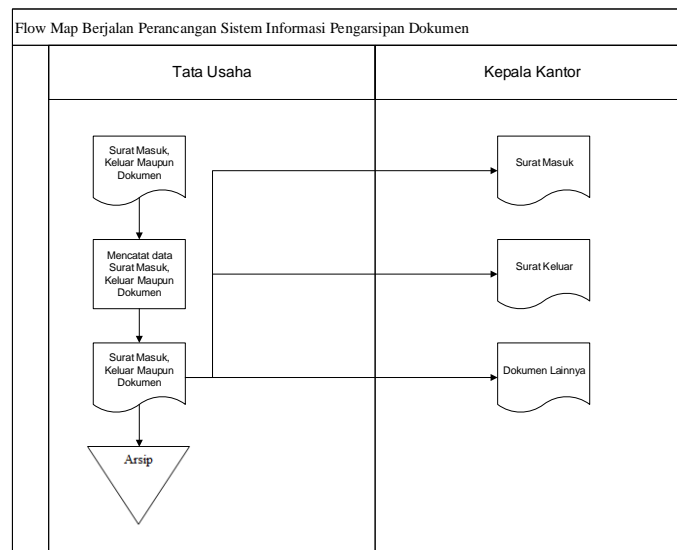 Flow Map Berjalan Perancangan Sistem Informasi Pengarsipan Dokumen
Tata Usaha
Kepala Kantor
Surat Masuk,
Keluar Maupun
Dokumen
Surat Masuk
Mencatat data
Surat Masuk,
Keluar Maupun
Dokumen
Surat Keluar
Surat Masuk,
Keluar Maupun
Dokumen
Dokumen Lainnya
Arsip